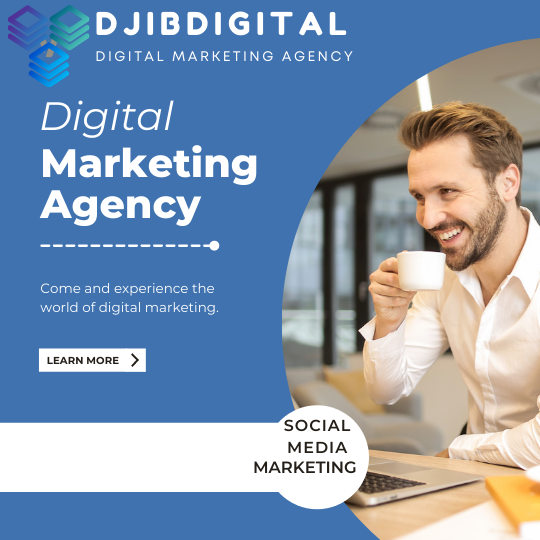 DJIBDIGITAL
DIGITAL MARKETING AGENCY
Digital
Marketing
Agency
Come and experience the
world of digital marketing.
LEARN MORE
SOCIAL
MEDIA
MARKETING